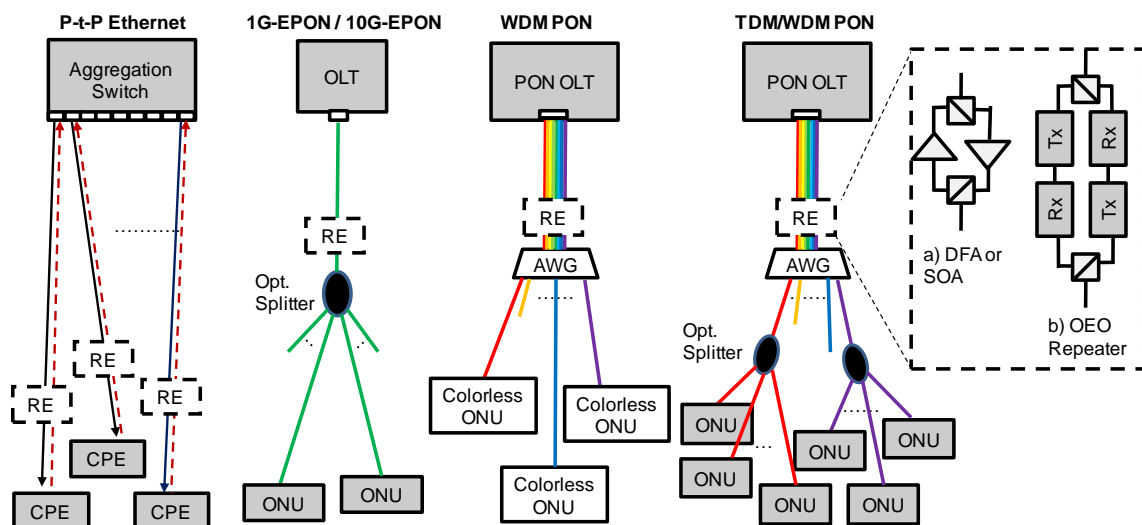 P-t-P Ethernet
Aggregation
Switch
RE
RE
RE
CPE
CPE
CPE
1G-EPON / 10G-EPON
OLT
RE
Opt.
Splitter
ONU
ONU
WDM PON
PON OLT
RE
AWG
Colorless
ONU
Colorless
ONU
Colorless
ONU
TDM/WDM PON
PON OLT
RE
AWG
Opt.
Splitter
ONU
ONU
ONU
ONU
ONU
ONU
Tx
Rx
Rx
Tx
a) DFA or
SOA
b) OEO
Repeater